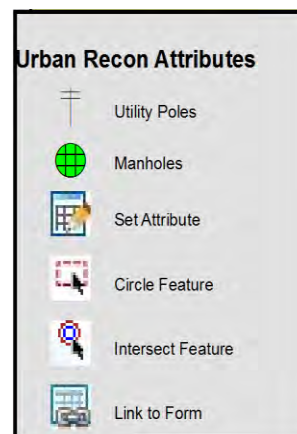 Urban Recon Attributes
Utility Poles
Manholes
Set Attribute
Circle Feature
Intersect Feature
Link to Form